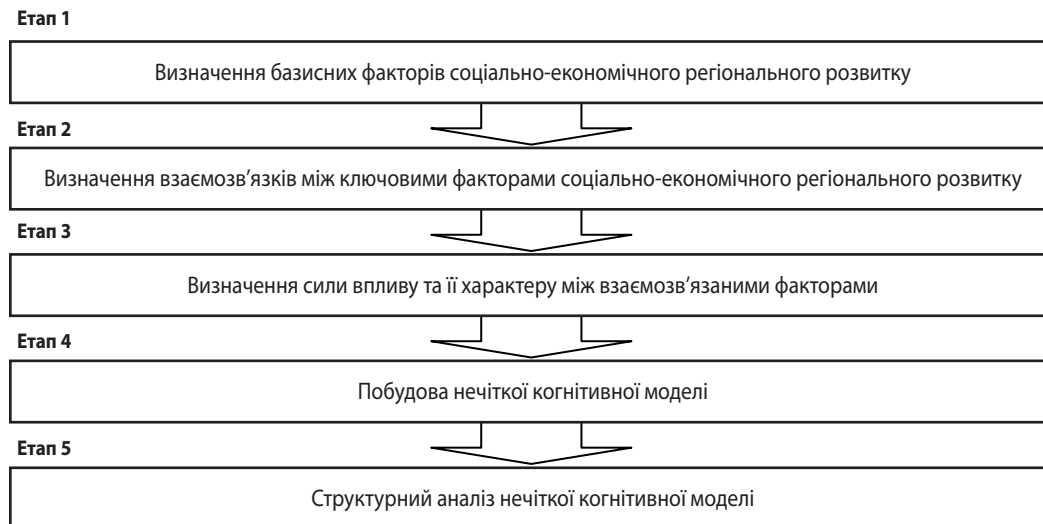 Етап 1
Визначення базисних факторів соціально-економічного регіонального розвитку
Етап 2
Визначення взаємозв'язків між ключовими факторами соціально-економічного регіонального розвитку
Етап 3
Визначення сили впливу та її характеру між взаємозв'язаними факторами
Етап 4
Побудова нечіткої когнітивної моделі
Етап 5
Структурний аналіз нечіткої когнітивної моделі